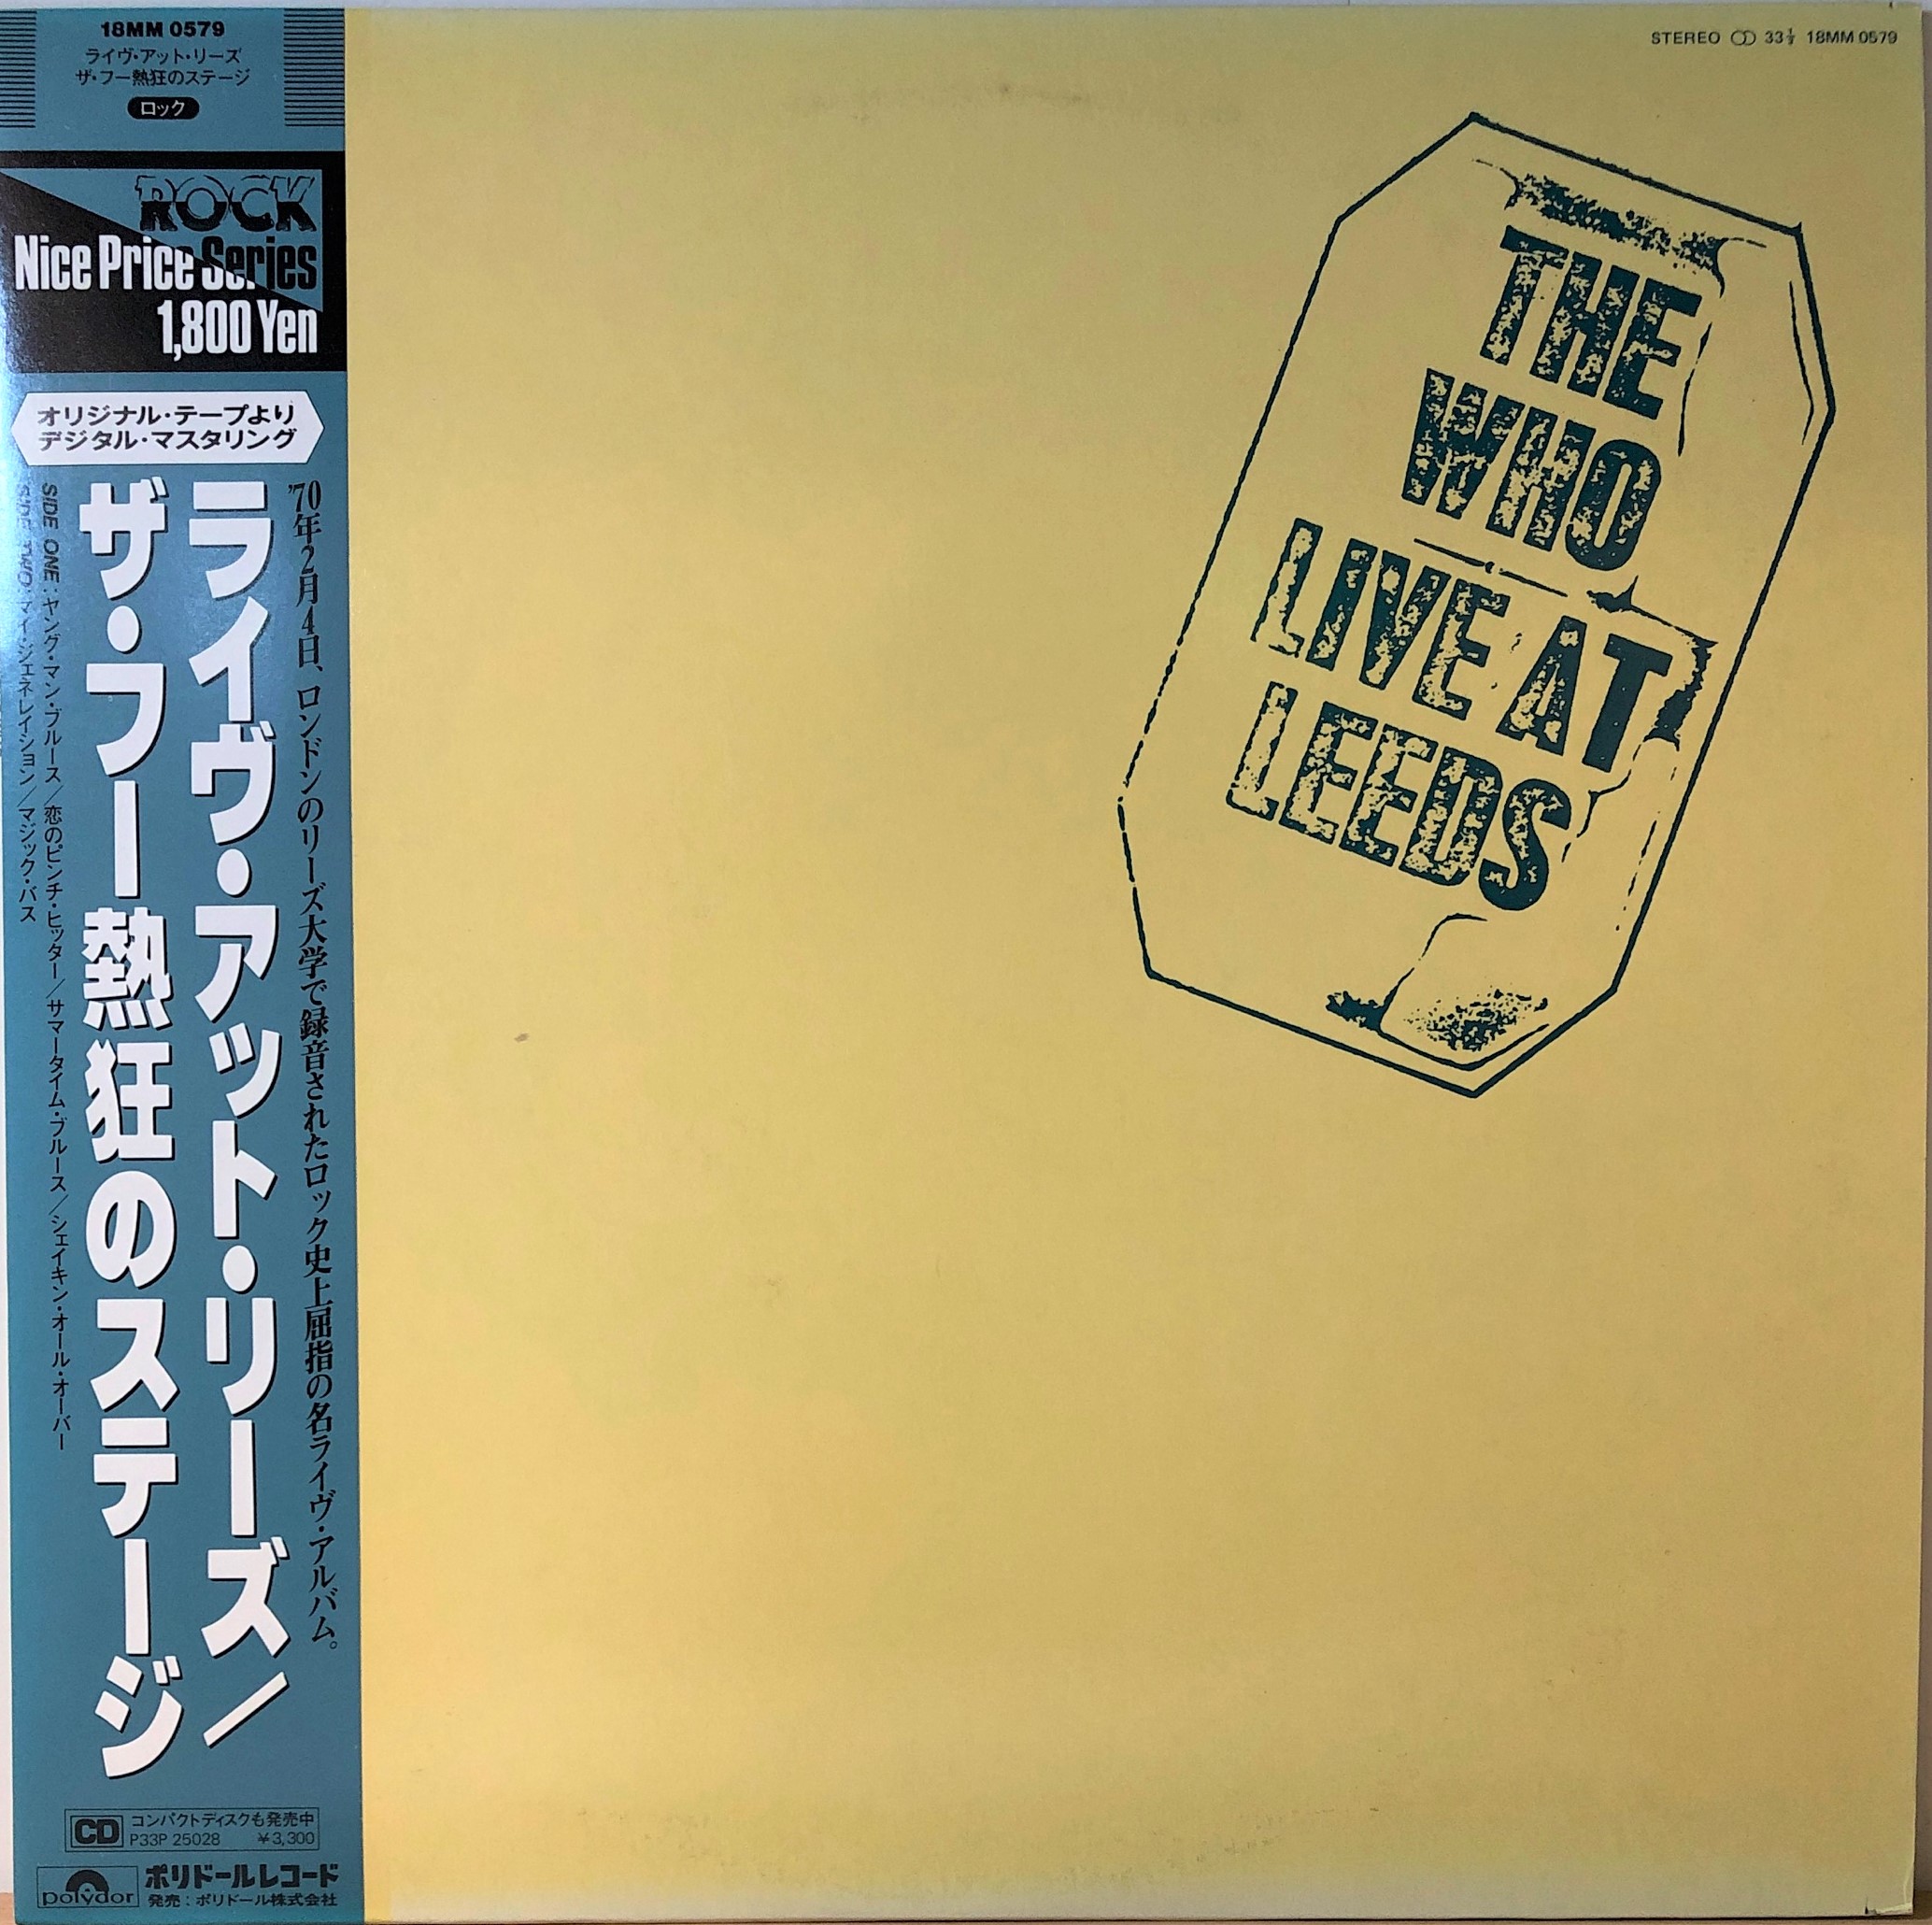 18MM 0579
ライヴ・アット・リーズ
ザ・フー熱狂のステージ
ロック
ROCK
Nice Price Series
1,800 Yen
オリジナル・テープより
デジタル・マスタリング
'70年2月4日、ロンドンのリーズ大学で録音されたロック史上屈指の名ライヴ・アルバム。
ライヴ・アット・リーズ/
ザ・フー熱狂のステージ
SIDE ONE:ヤング・マン・ブルース/恋のピンチ・ヒッター/サマータイム・ブルース/シェイキン・オール・オーバー
SIDE TWO:マイ・ジェネレイション/マジック・バス
CD コンパクトディスクも発売中
P33P 25028 ¥3,300
polydor ポリドールレコード
発売:ポリドール株式会社
STEREO 33⅓ 18MM 0579
THE
WHO
LIVE AT
LEEDS